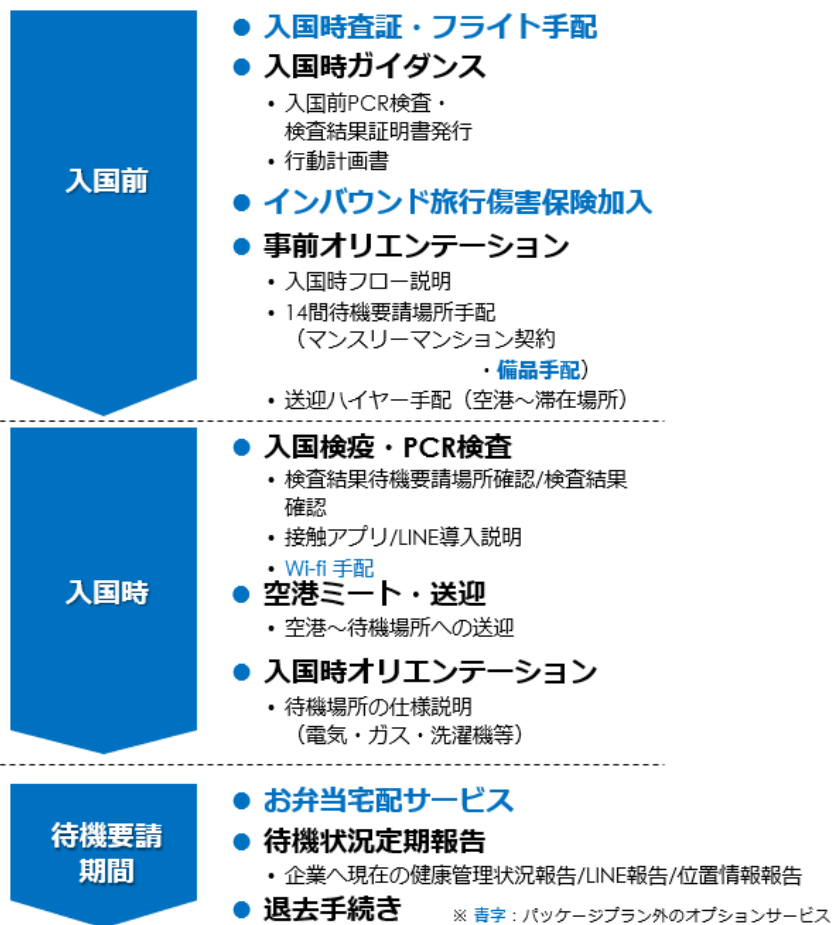 入国前
● 入国時査証・フライト手配
● 入国時ガイダンス
• 入国前PCR検査・
検査結果証明書発行
• 行動計画書
● インバウンド旅行傷害保険加入
● 事前オリエンテーション
• 入国時フロー説明
• 14間待機要請場所手配
（マンスリーマンション契約
・備品手配）
• 送迎ハイヤー手配（空港～滞在場所）
入国時
● 入国検疫・PCR検査
• 検査結果待機要請場所確認/検査結果
確認
• 接触アプリ/LINE導入説明
• Wi-fi 手配
● 空港ミート・送迎
• 空港～待機場所への送迎
● 入国時オリエンテーション
• 待機場所の仕様説明
（電気・ガス・洗濯機等）
待機要請
期間
● お弁当宅配サービス
● 待機状況定期報告
• 企業へ現在の健康管理状況報告/LINE報告/位置情報報告
● 退去手続き
※ 青字：パッケージプラン外のオプションサービス